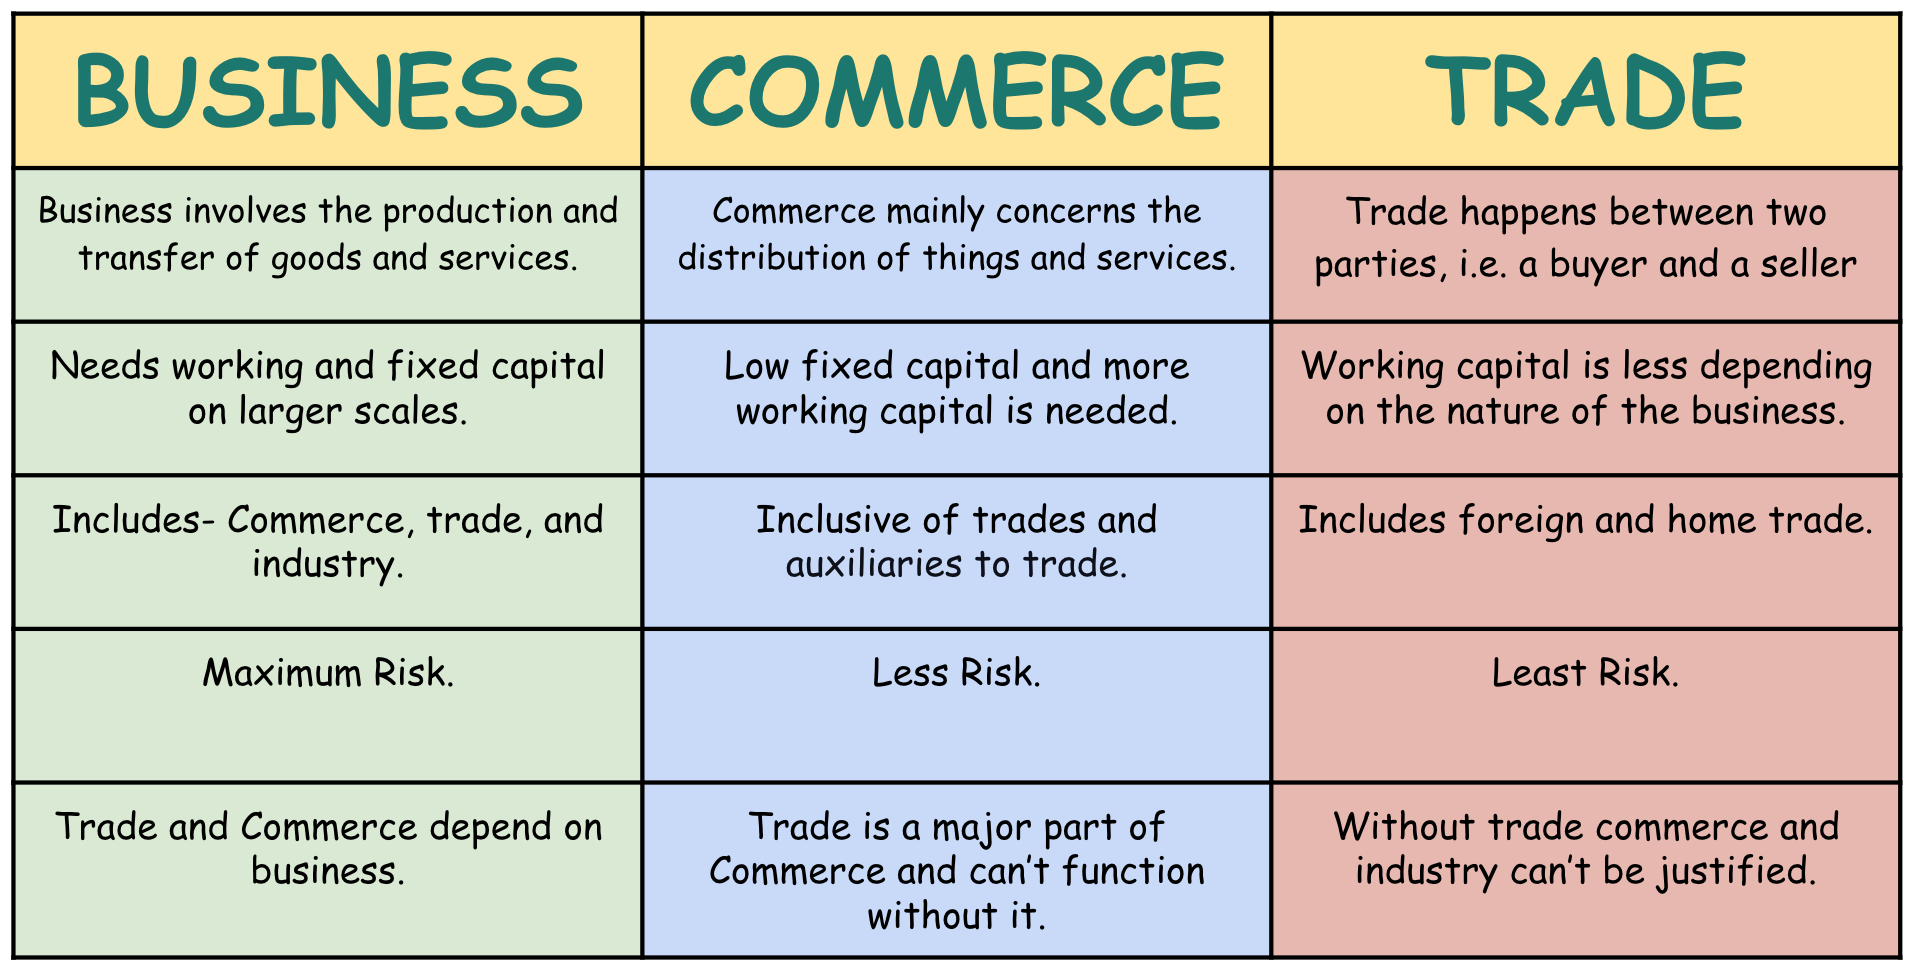 BUSINESS
COMMERCE
TRADE
Business involves the production and
transfer of goods and services.
Commerce mainly concerns the
distribution of things and services.
Trade happens between two
parties, i.e. a buyer and a seller
Needs working and fixed capital
on larger scales.
Low fixed capital and more
working capital is needed.
Working capital is less depending
on the nature of the business.
Includes- Commerce, trade, and
industry.
Inclusive of trades and
auxiliaries to trade.
Includes foreign and home trade.
Maximum Risk.
Less Risk.
Least Risk.
Trade and Commerce depend on
business.
Trade is a major part of
Commerce and can’t function
without it.
Without trade commerce and
industry can’t be justified.